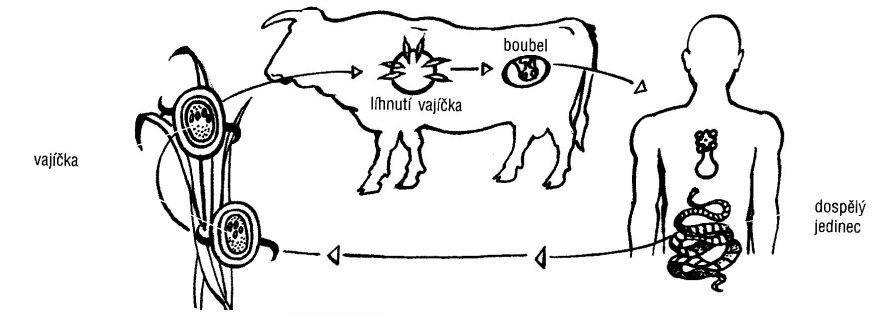 boubel
líhnutí vajíčka
vajíčka
dospělý
jedinec